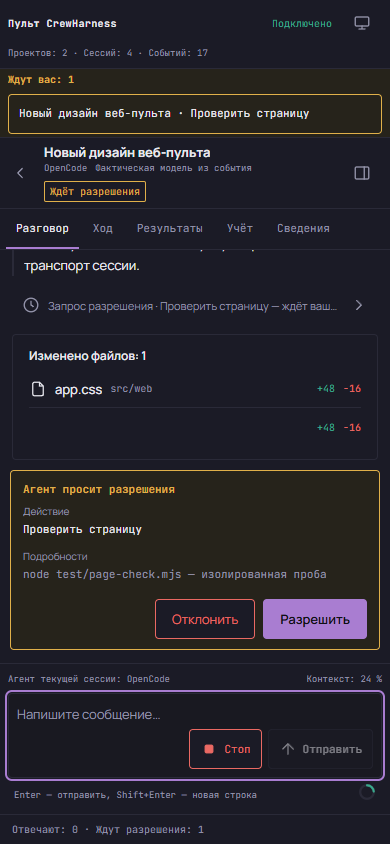 Пульт CrewHarness
Подключено
Проектов: 2 · Сессий: 4 · Событий: 17
Ждут вас: 1
Новый дизайн веб-пульта · Проверить страницу
Новый дизайн веб-пульта
OpenCode Фактическая модель из события
Ждёт разрешения
Разговор Ход Результаты Учёт Сведения
транспорт сессии.
Запрос разрешения · Проверить страницу — ждёт ваш…
Изменено файлов: 1
app.css src/web +48 -16
+48 -16
Агент просит разрешения
Действие
Проверить страницу
Подробности
node test/page-check.mjs — изолированная проба
Отклонить
Разрешить
Агент текущей сессии: OpenCode
Контекст: 24 %
Напишите сообщение…
Стоп
Отправить
Enter — отправить, Shift+Enter — новая строка
Отвечают: 0 · Ждут разрешения: 1